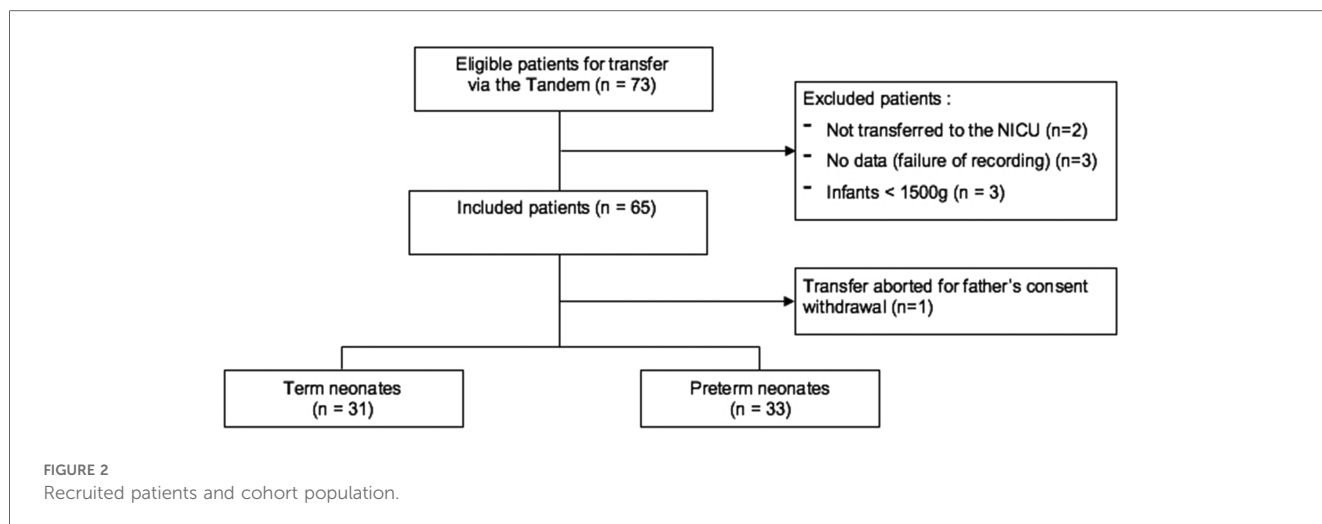 Eligible patients for transfer
via the Tandem (n = 73)
Excluded patients :
- Not transferred to the NICU (n=2)
- No data (failure of recording) (n=3)
- Infants < 1500g (n = 3)
Included patients (n = 65)
Transfer aborted for father's consent
withdrawal (n=1)
Term neonates
(n = 31)
Preterm neonates
(n = 33)
FIGURE 2
Recruited patients and cohort population.